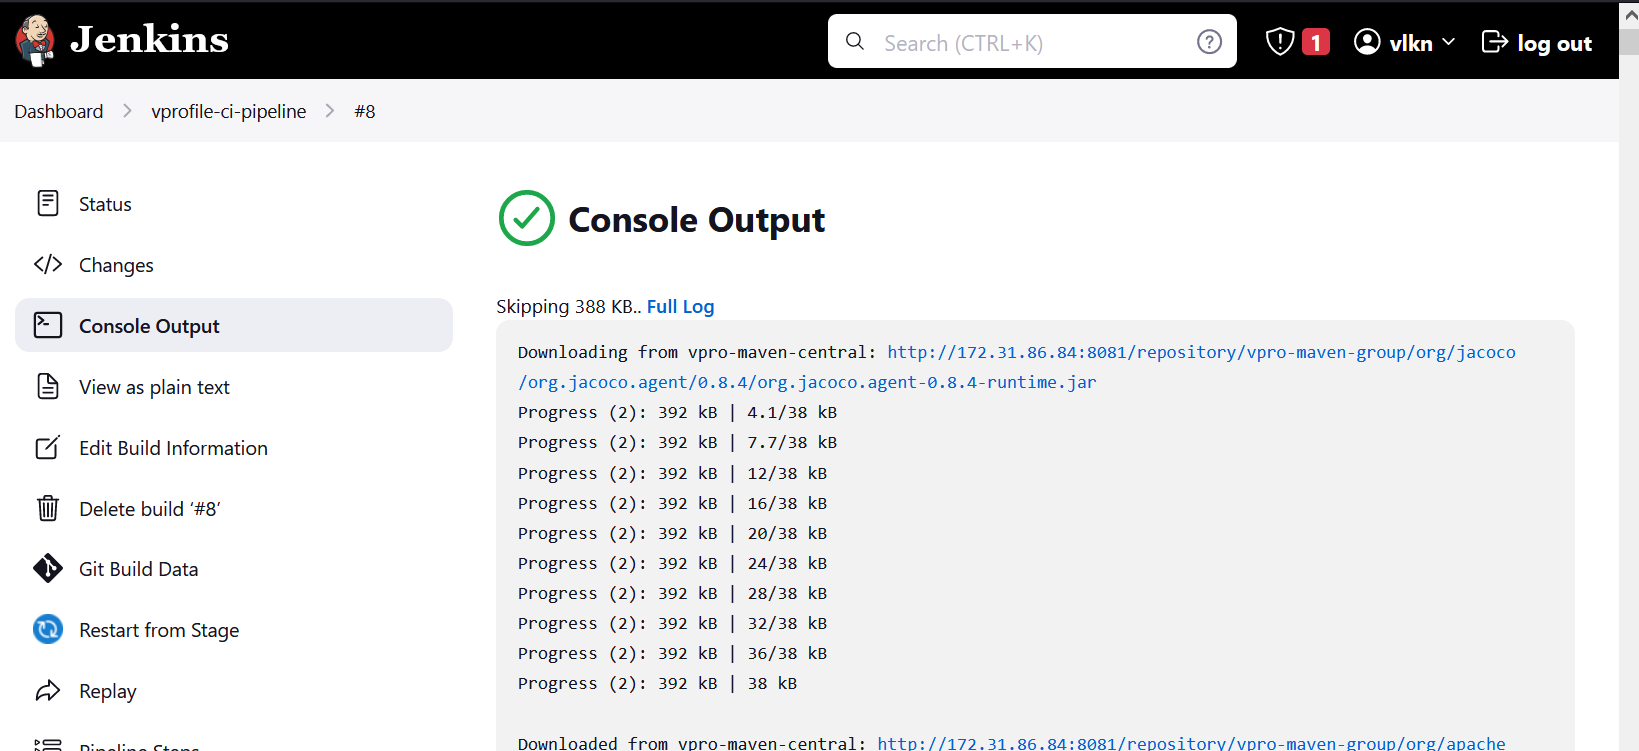 Jenkins
Search (CTRL+K)
1
vlkn
log out
Dashboard
vprofile-ci-pipeline
#8
Status
Changes
Console Output
View as plain text
Edit Build Information
Delete build ‘#8’
Git Build Data
Restart from Stage
Replay
Pipeline Steps
Console Output
Skipping 388 KB.. Full Log
Downloading from vpro-maven-central: http://172.31.86.84:8081/repository/vpro-maven-group/org/jacoco
/org.jacoco.agent/0.8.4/org.jacoco.agent-0.8.4-runtime.jar
Progress (2): 392 kB | 4.1/38 kB
Progress (2): 392 kB | 7.7/38 kB
Progress (2): 392 kB | 12/38 kB
Progress (2): 392 kB | 16/38 kB
Progress (2): 392 kB | 20/38 kB
Progress (2): 392 kB | 24/38 kB
Progress (2): 392 kB | 28/38 kB
Progress (2): 392 kB | 32/38 kB
Progress (2): 392 kB | 36/38 kB
Progress (2): 392 kB | 38 kB
Downloaded from vpro-maven-central: http://172.31.86.84:8081/repository/vpro-maven-group/org/apache